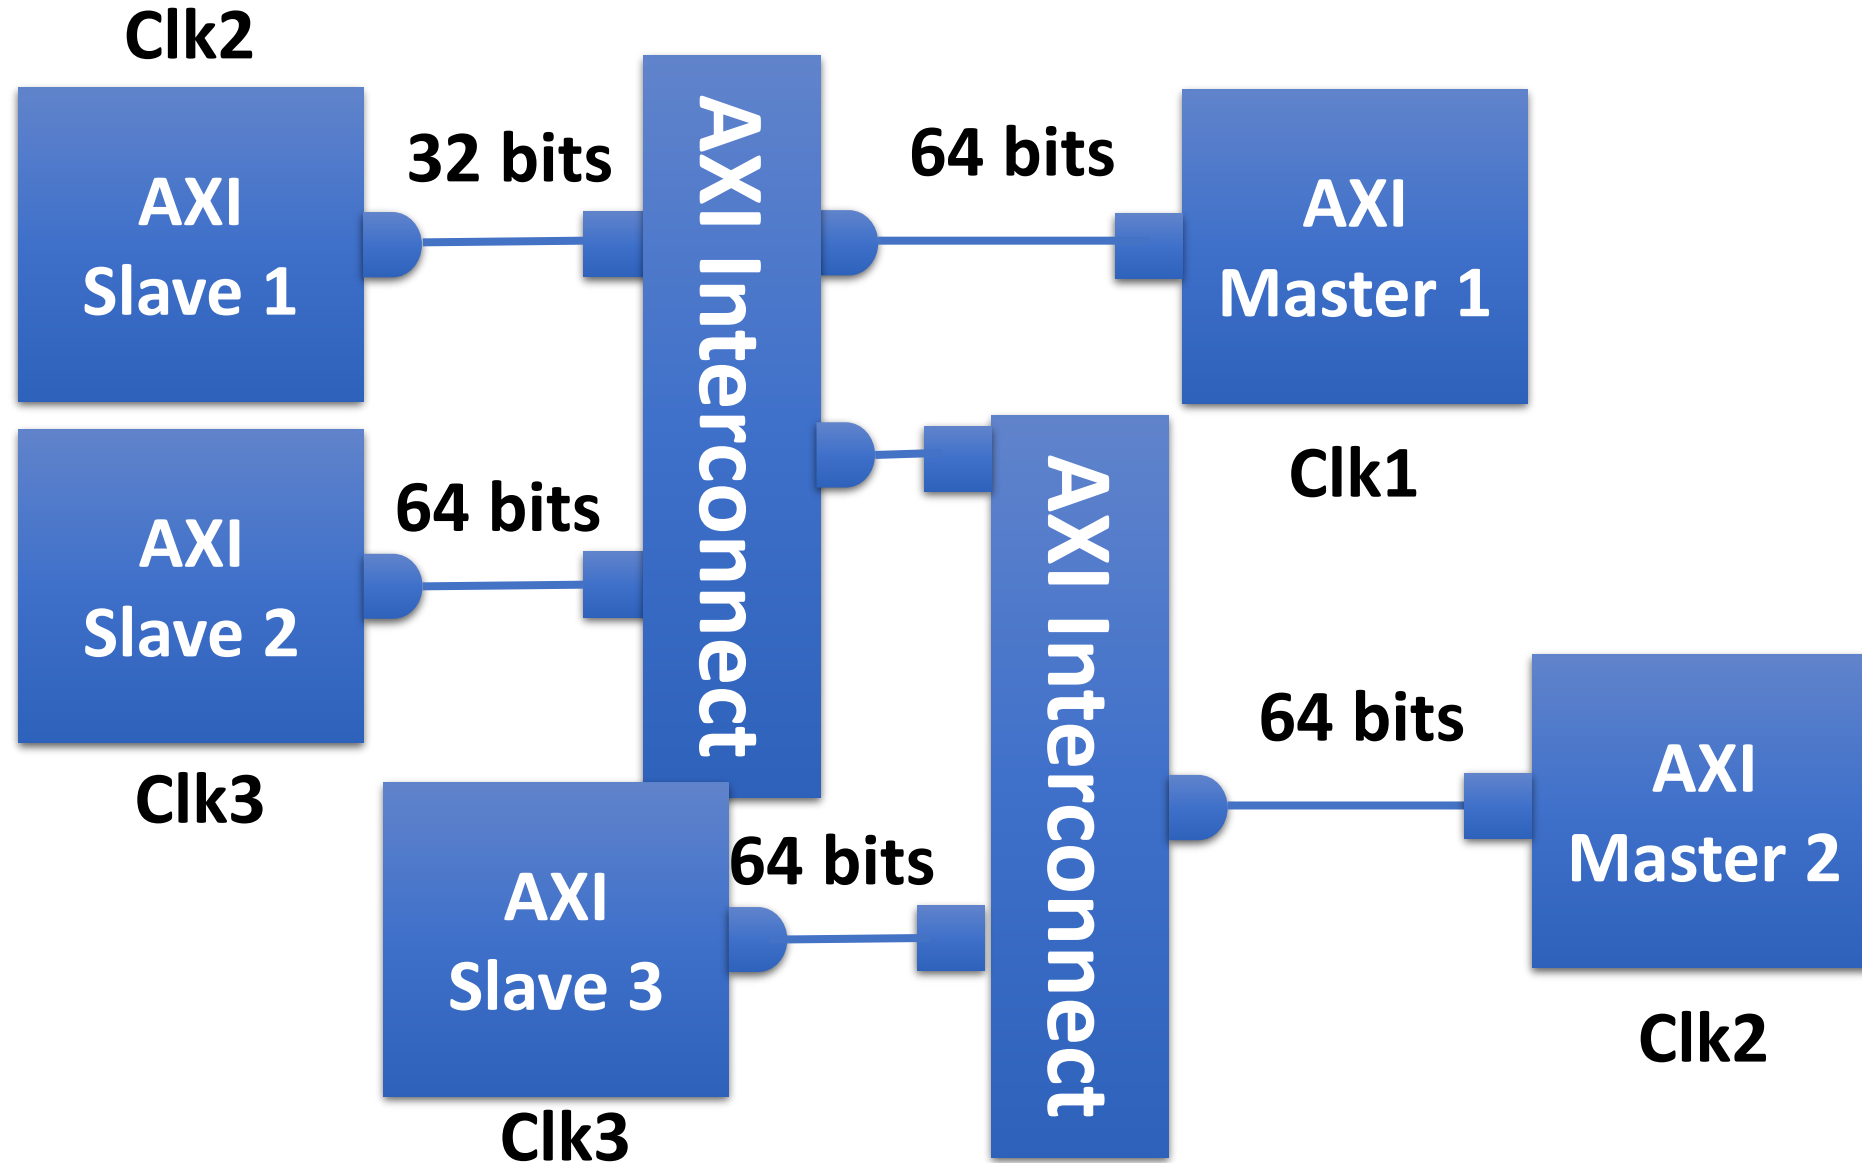 Clk2
AXI
Slave 1
32 bits
AXI Interconnect
64 bits
AXI
Master 1
Clk1
AXI
Slave 2
64 bits
Clk3
AXI Interconnect
64 bits
AXI
Master 2
Clk2
AXI
Slave 3
64 bits
Clk3